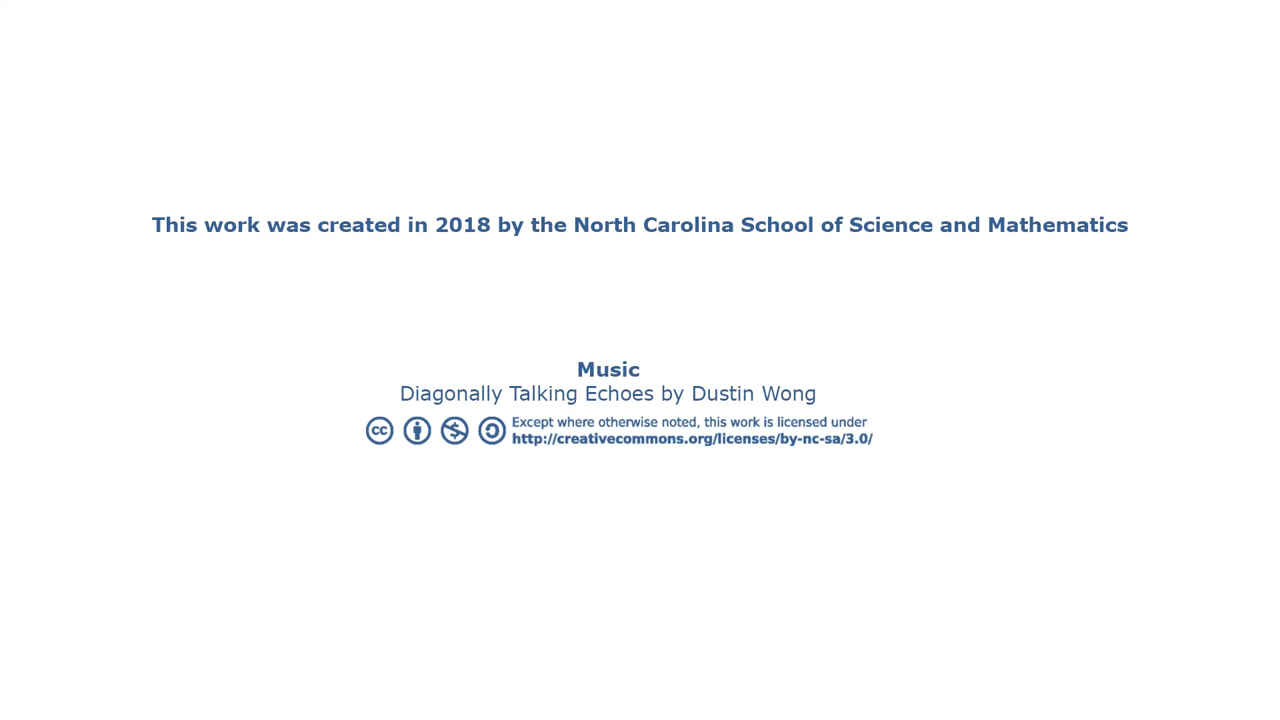 This work was created in 2018 by the North Carolina School of Science and Mathematics
Music
Diagonally Talking Echoes by Dustin Wong
cc
Except where otherwise noted, this work is licensed under
http://creativecommons.org/licenses/by-nc-sa/3.0/